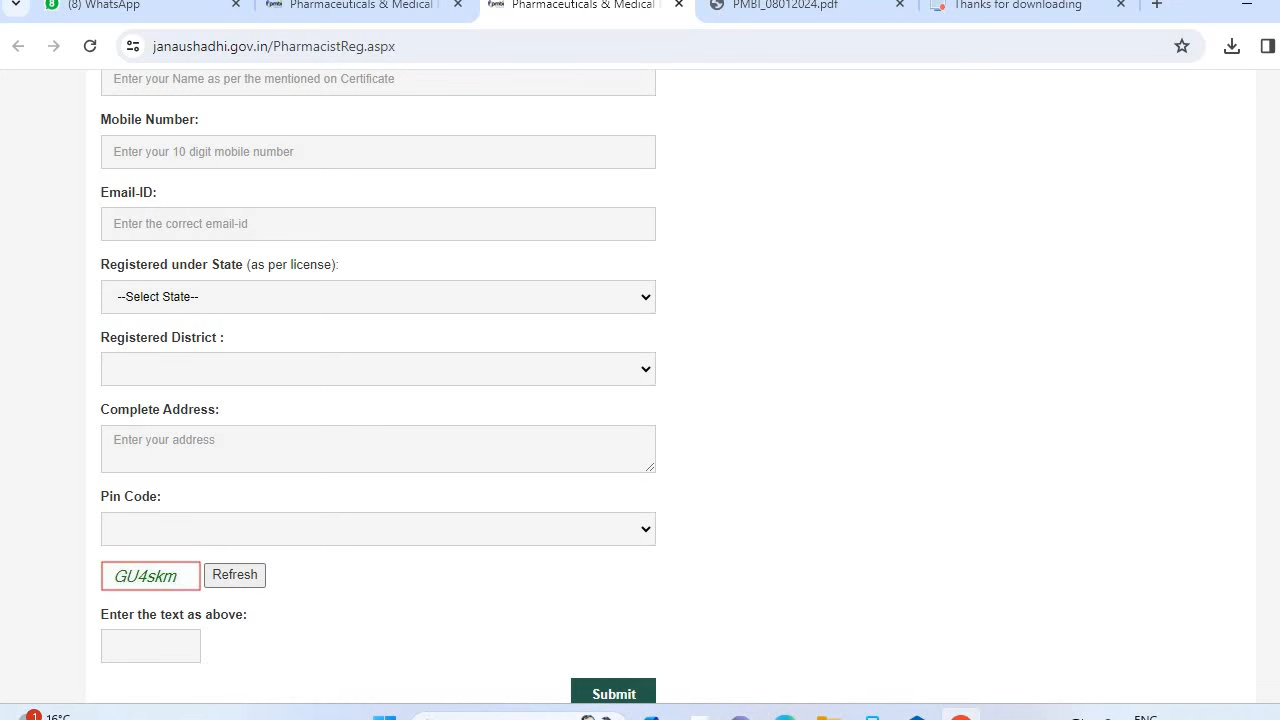 (8) WhatsApp
Pharmaceuticals & Medical
Pharmaceuticals & Medical
PMBI_08012024.pdf
Thanks for downloading
janaushadhi.gov.in/PharmacistReg.aspx
Enter your Name as per the mentioned on Certificate
Mobile Number:
Enter your 10 digit mobile number
Email-ID:
Enter the correct email-id
Registered under State (as per license):
--Select State--
Registered District :
Complete Address:
Enter your address
Pin Code:
GU4skm
Refresh
Enter the text as above:
Submit
1
16°C
ENG